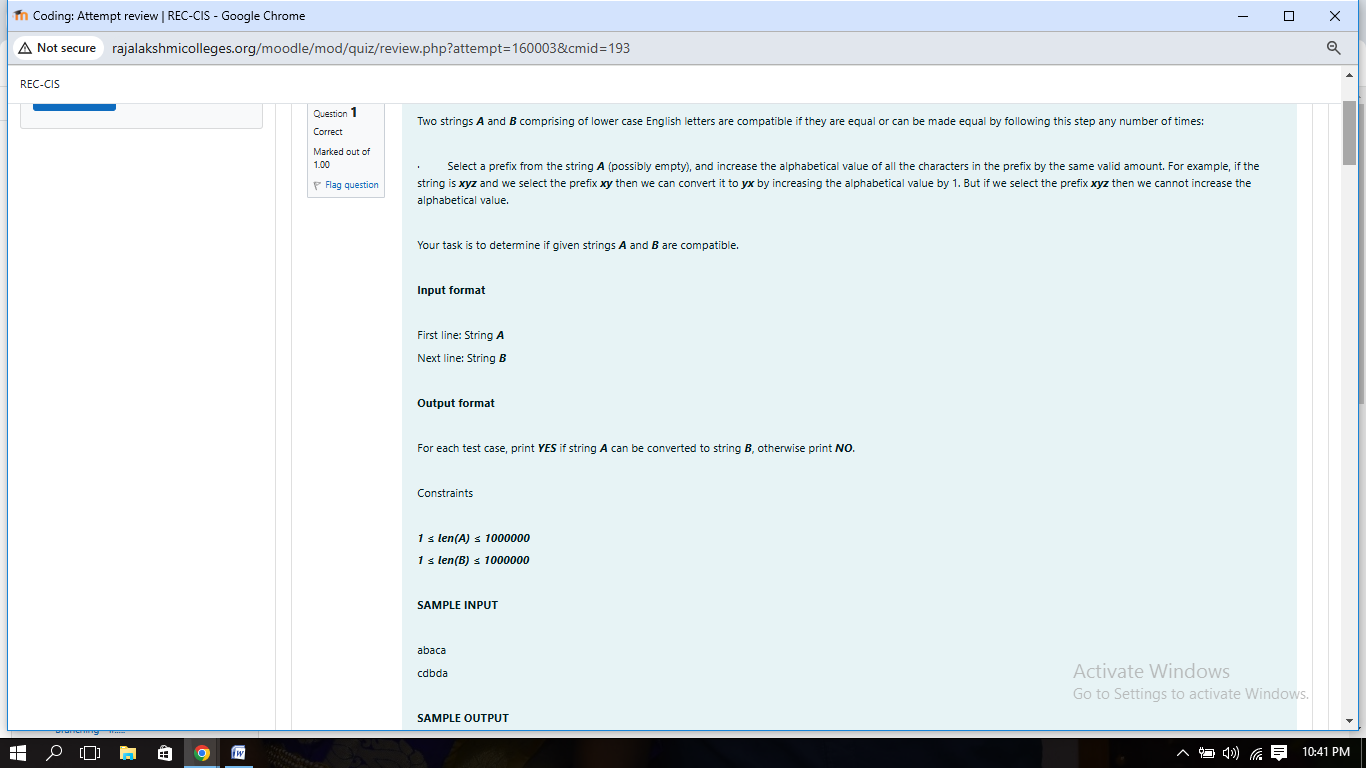 Coding: Attempt review | REC-CIS - Google Chrome
Not secure rajalakshmicolleges.org/moodle/mod/quiz/review.php?attempt=160003&cmid=193
REC-CIS
Question 1
Correct
Marked out of
1.00
Flag question
Two strings A and B comprising of lower case English letters are compatible if they are equal or can be made equal by following this step any number of times:
· Select a prefix from the string A (possibly empty), and increase the alphabetical value of all the characters in the prefix by the same valid amount. For example, if the
string is xyz and we select the prefix xy then we can convert it to yx by increasing the alphabetical value by 1. But if we select the prefix xyz then we cannot increase the
alphabetical value.
Your task is to determine if given strings A and B are compatible.
Input format
First line: String A
Next line: String B
Output format
For each test case, print YES if string A can be converted to string B, otherwise print NO.
Constraints
1 ≤ len(A) ≤ 1000000
1 ≤ len(B) ≤ 1000000
SAMPLE INPUT
abaca
cdbda
SAMPLE OUTPUT
Activate Windows
Go to Settings to activate Windows.
10:41 PM